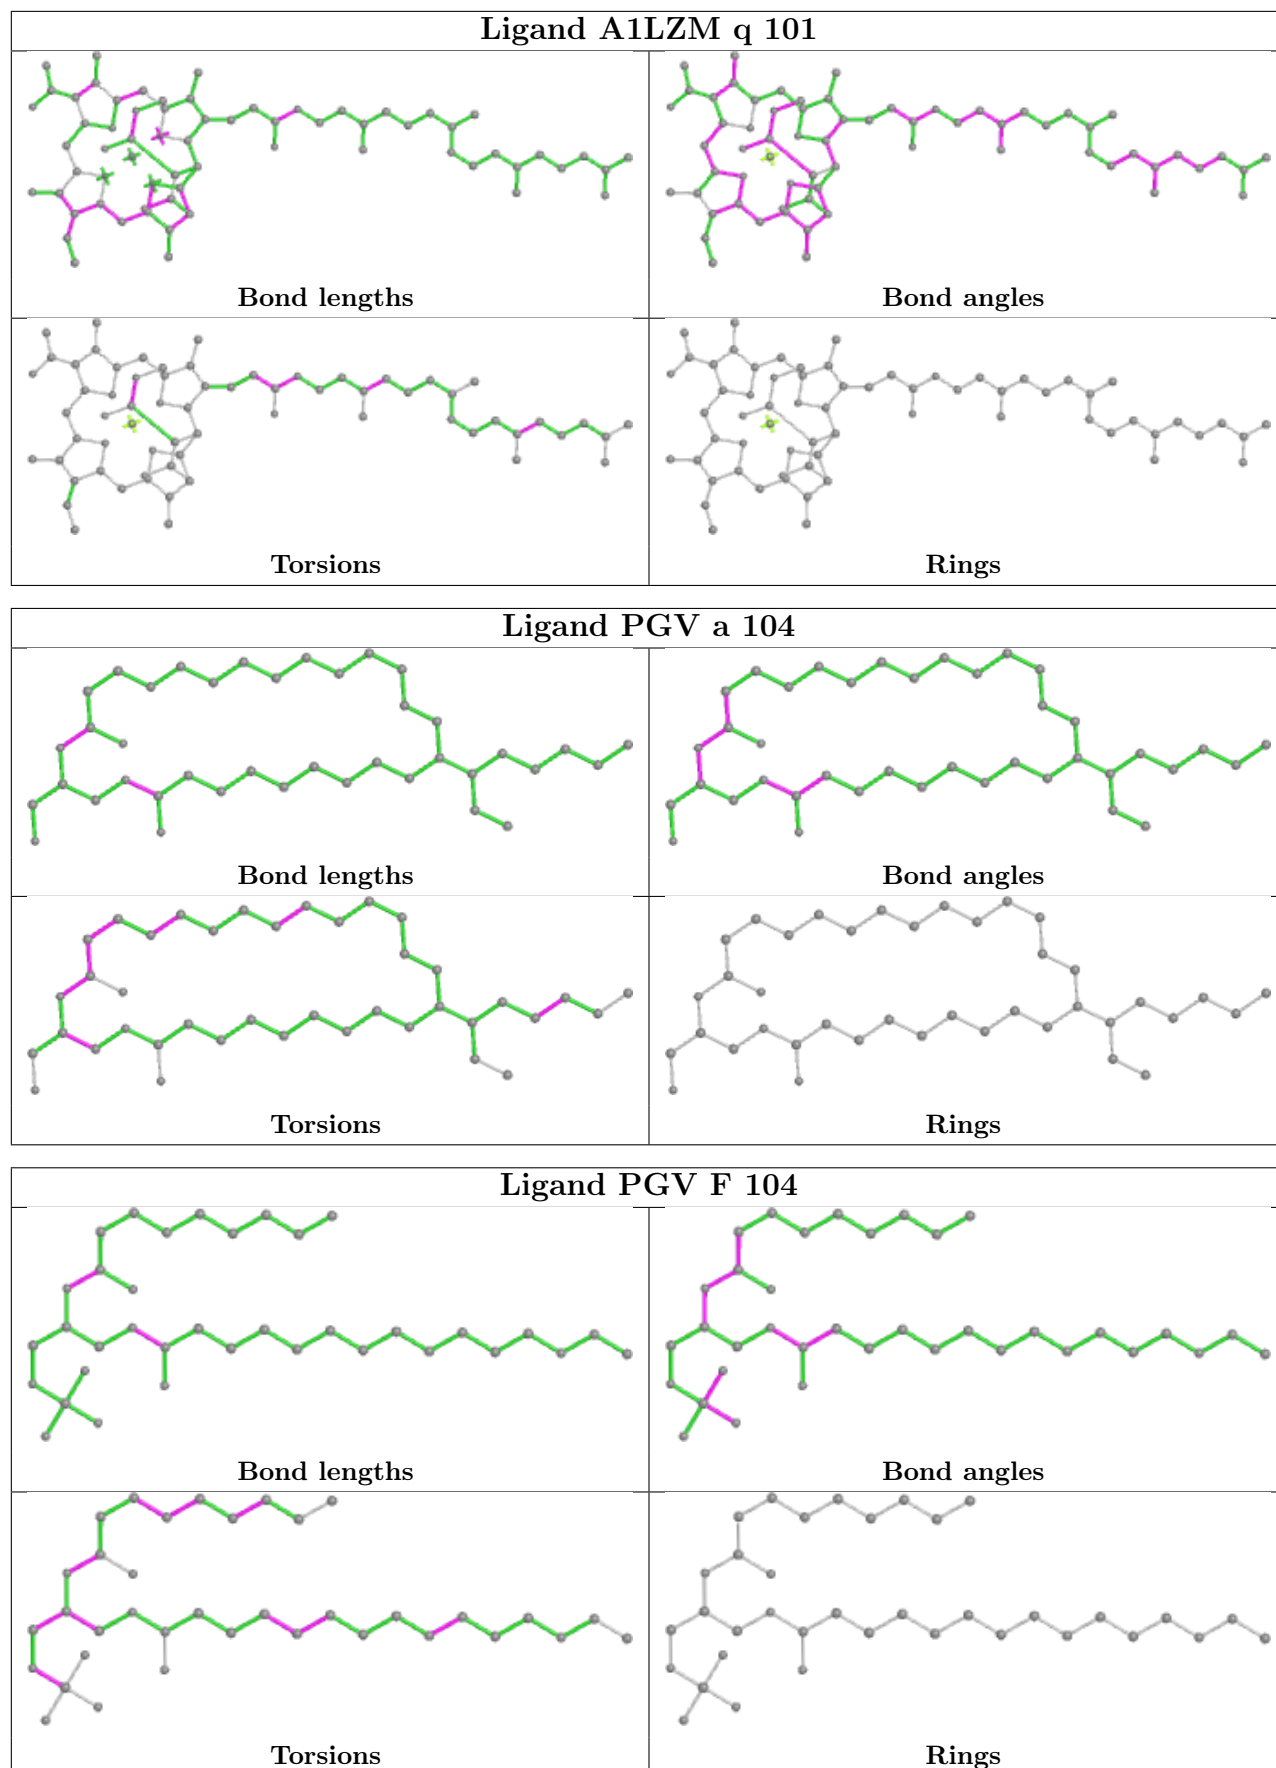 Ligand A1LZM q 101
Bond lengths
Bond angles
Torsions
Rings
Ligand PGV a 104
Bond lengths
Bond angles
Torsions
Rings
Ligand PGV F 104
Bond lengths
Bond angles
Torsions
Rings